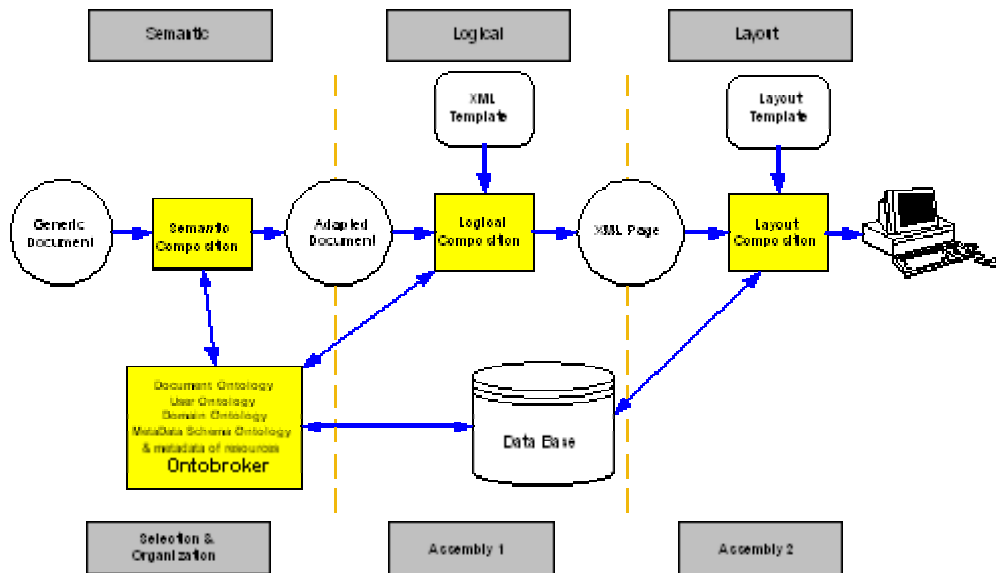 Semantic
Logical
Layout
XML
Template
Layout
Template
Generic
Document
Semantic
Composition
Adapted
Document
Logical
Composition
XML Page
Layout
Composition
Document Ontology
User Ontology
Domain Ontology
MetaData Schema Ontology
& metadata of resources
Ontobroker
Data Base
Selection &
Organization
Assembly 1
Assembly 2